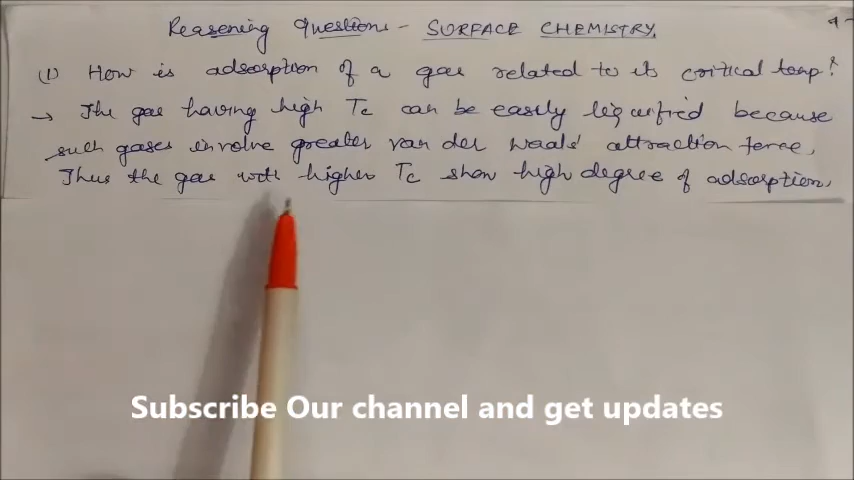 Reasening Questions - SURFACE CHEMISTRY.
(1) How is adsorption of a gas related to its critical temp?
→ The gas having high Tc can be easily liquified because
such gases involve greater van der Waals' attraction force,
Thus the gas with higher Tc show high degree of adsorption,
Subscribe Our channel and get updates